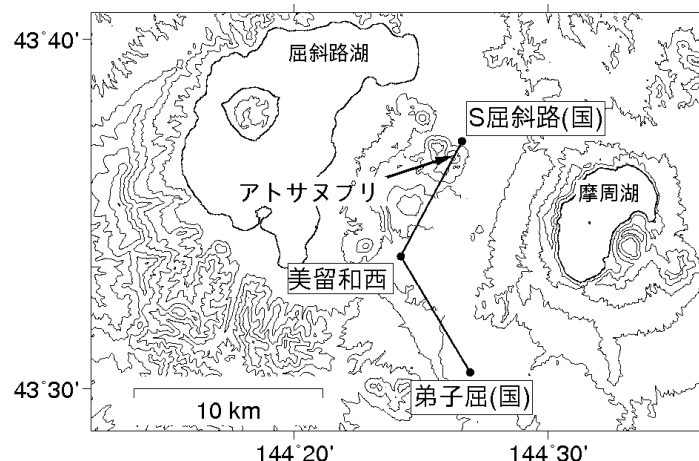 43˚40'
屈斜路湖
S屈斜路(国)
アトサヌプリ
摩周湖
美留和西
43˚30'
10 km
弟子屈(国)
144˚20'
144˚30'